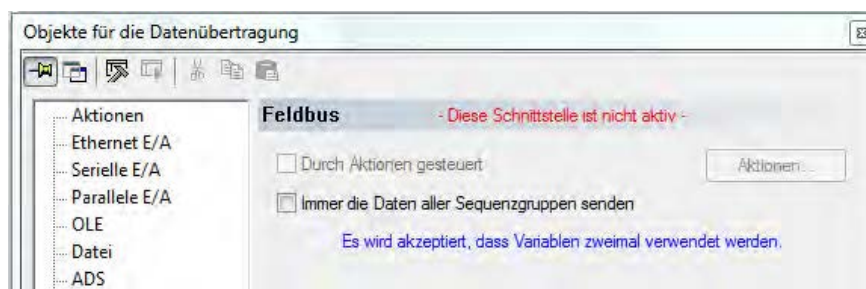 Objekte für die Datenübertragung
Aktionen
Ethernet E/A
Serielle E/A
Parallele E/A
OLE
Datei
ADS
Feldbus - Diese Schnittstelle ist nicht aktiv -
Durch Aktionen gesteuert Aktionen...
Immer die Daten aller Sequenzgruppen senden
Es wird akzeptiert, dass Variablen zweimal verwendet werden.